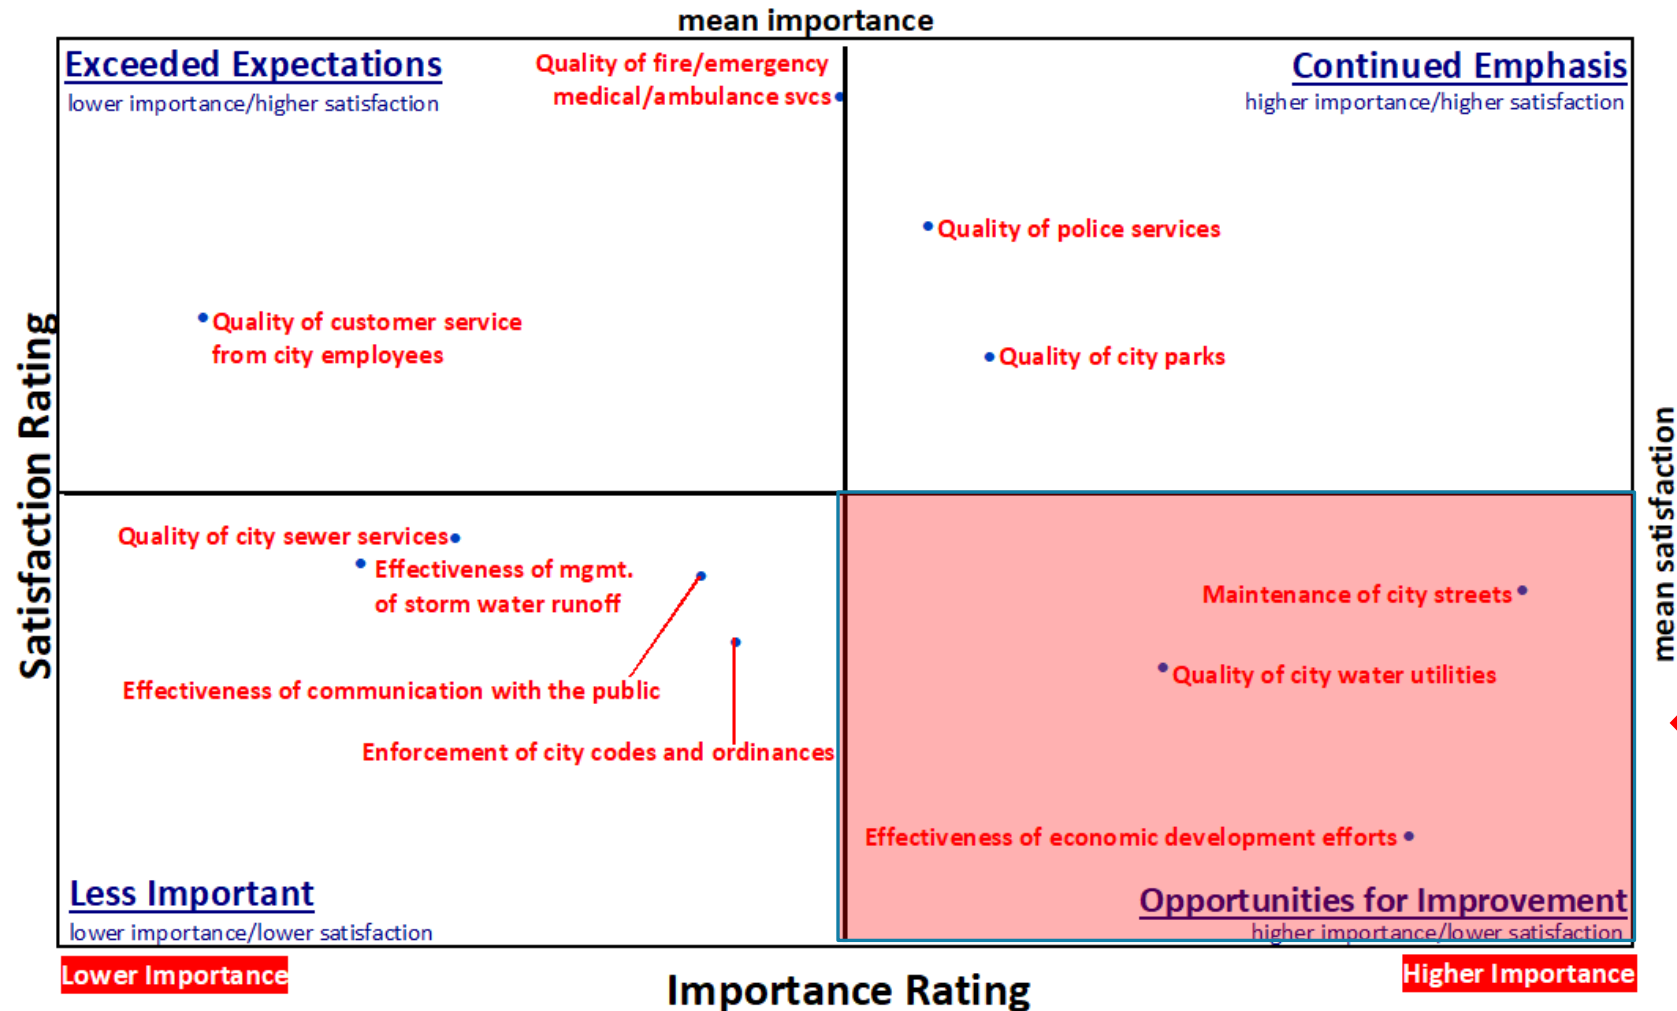 mean importance
Exceeded Expectations
lower importance/higher satisfaction
Quality of fire/emergency
medical/ambulance svcs
Continued Emphasis
higher importance/higher satisfaction
Quality of police services
Quality of customer service
from city employees
Quality of city parks
Satisfaction Rating
mean satisfaction
Quality of city sewer services
Effectiveness of mgmt.
of storm water runoff
Effectiveness of communication with the public
Enforcement of city codes and ordinances
Maintenance of city streets
Quality of city water utilities
Effectiveness of economic development efforts
Less Important
lower importance/lower satisfaction
Opportunities for Improvement
higher importance/lower satisfaction
Lower Importance
Importance Rating
Higher Importance